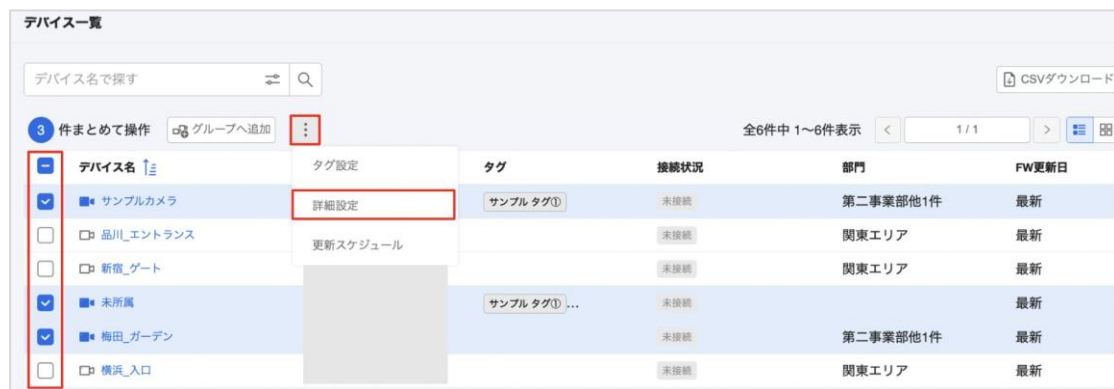 デバイス一覧
デバイス名で探す
CSVダウンロード
3 件まとめて操作 グループへ追加 全6件中 1〜6件表示 < 1/1 >
デバイス名 タグ 接続状況 部門 FW更新日
タグ設定
詳細設定
更新スケジュール
サンプルカメラ サンプル タグ① 未接続 第二事業部他1件 最新
品川_エントランス 未接続 関東エリア 最新
新宿_ゲート 未接続 関東エリア 最新
未所属 サンプル タグ① ... 未接続 最新
梅田_ガーデン 未接続 第二事業部他1件 最新
横浜_入口 未接続 関東エリア 最新